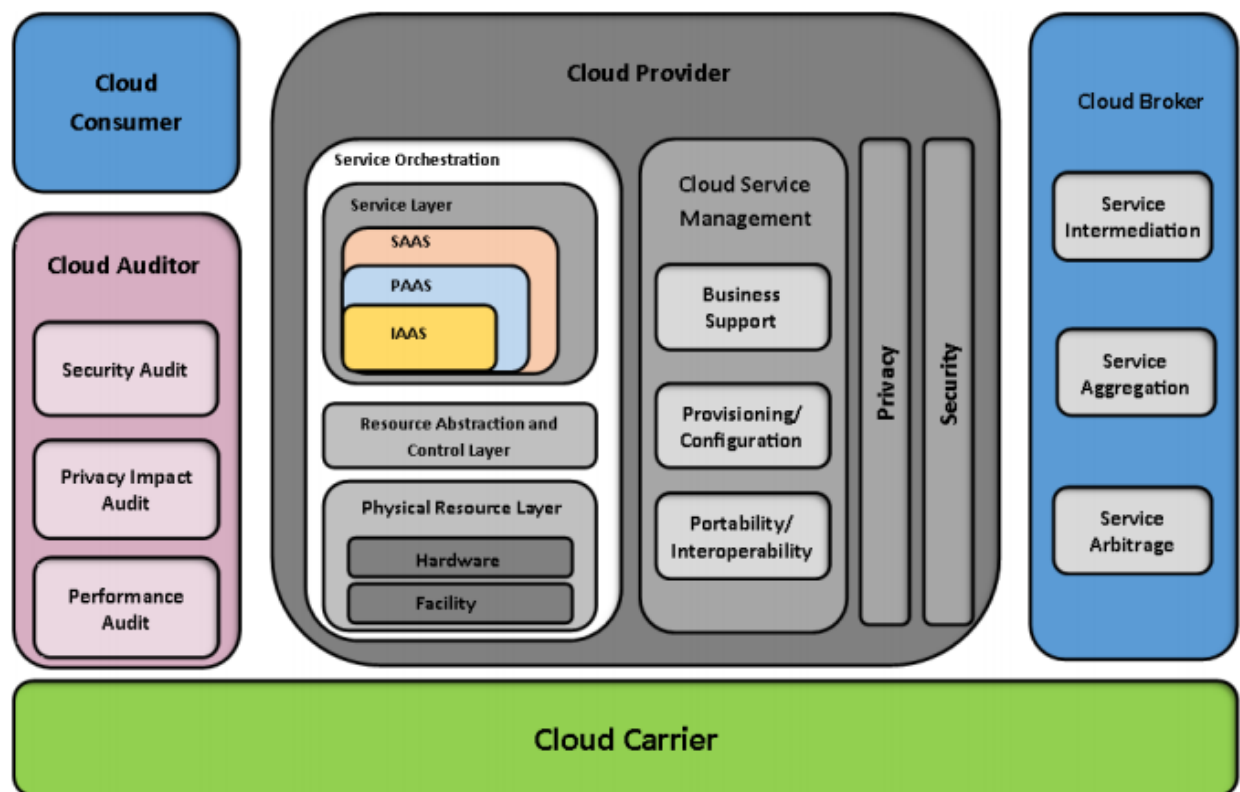 Cloud
Consumer
Cloud Auditor
Security Audit
Privacy Impact
Audit
Performance
Audit
Cloud Provider
Service Orchestration
Service Layer
SAAS
PAAS
IAAS
Resource Abstraction and
Control Layer
Physical Resource Layer
Hardware
Facility
Cloud Service
Management
Business
Support
Provisioning/
Configuration
Portability/
Interoperability
Privacy
Security
Cloud Broker
Service
Intermediation
Service
Aggregation
Service
Arbitrage
Cloud Carrier